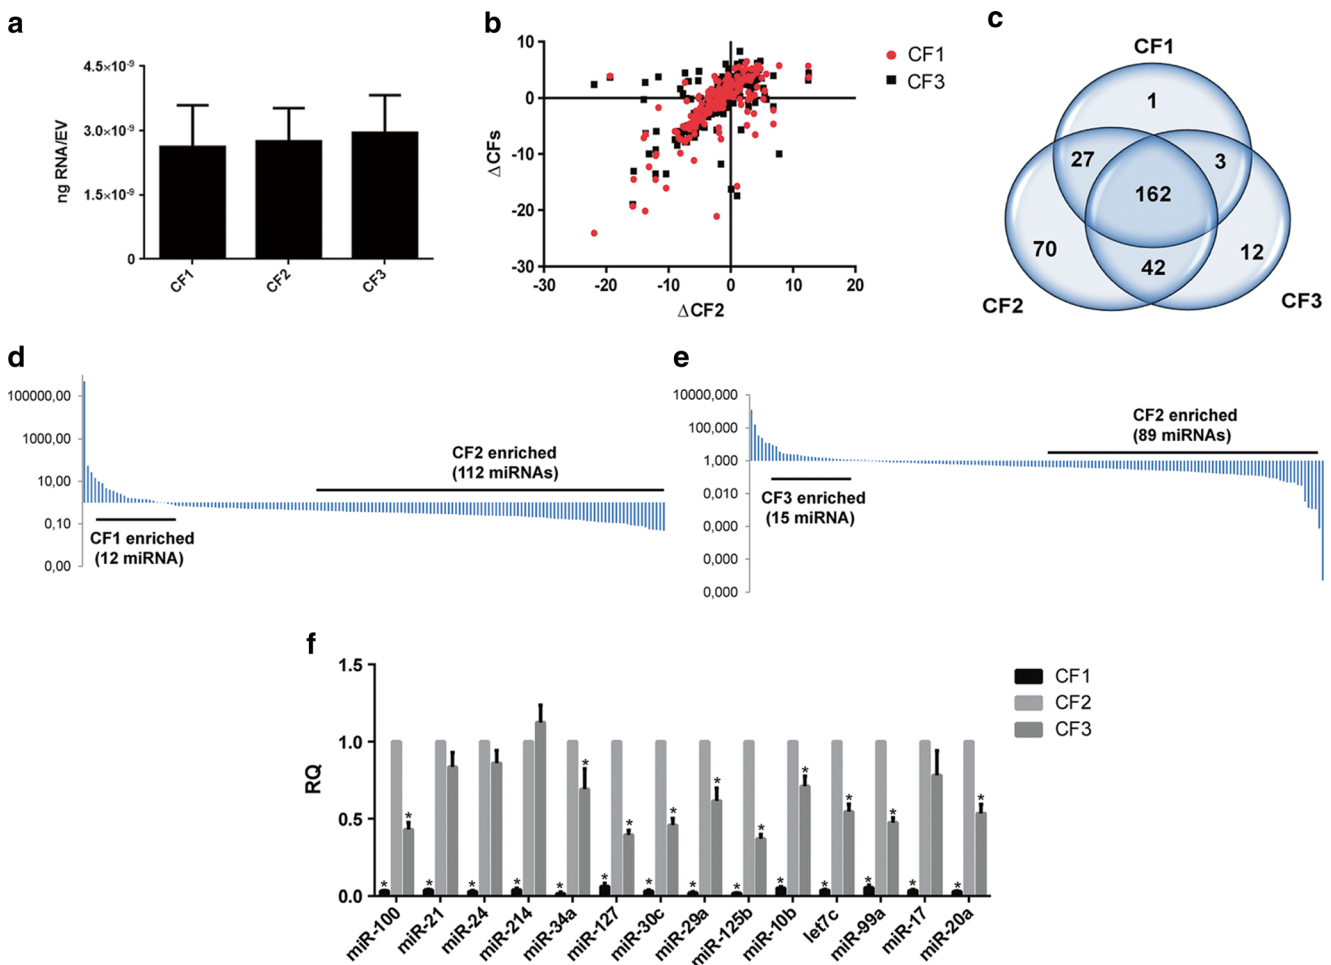 a
4.5×10-9
3.0×10-9
1.5×10-9
0
ng RNA/EV
CF1
CF2
CF3
b
10
0
-10
-20
-30
ΔCFs
-30
-20
-10
0
10
20
ΔCF2
CF1
CF3
c
CF1
1
27
3
162
70
42
12
CF2
CF3
d
100000,00
1000,00
10,00
0,10
0,00
CF2 enriched
(112 miRNAs)
CF1 enriched
(12 miRNA)
e
10000,000
100,000
1,000
0,010
0,000
0,000
0,000
CF2 enriched
(89 miRNAs)
CF3 enriched
(15 miRNA)
f
1.5
1.0
0.5
0.0
RQ
* * * * * * * * * * * * * * * * * * * * * * * *
miR-100
miR-21
miR-24
miR-214
miR-34a
miR-127
miR-30c
miR-29a
miR-125b
miR-10b
let7c
miR-99a
miR-17
miR-20a
CF1
CF2
CF3